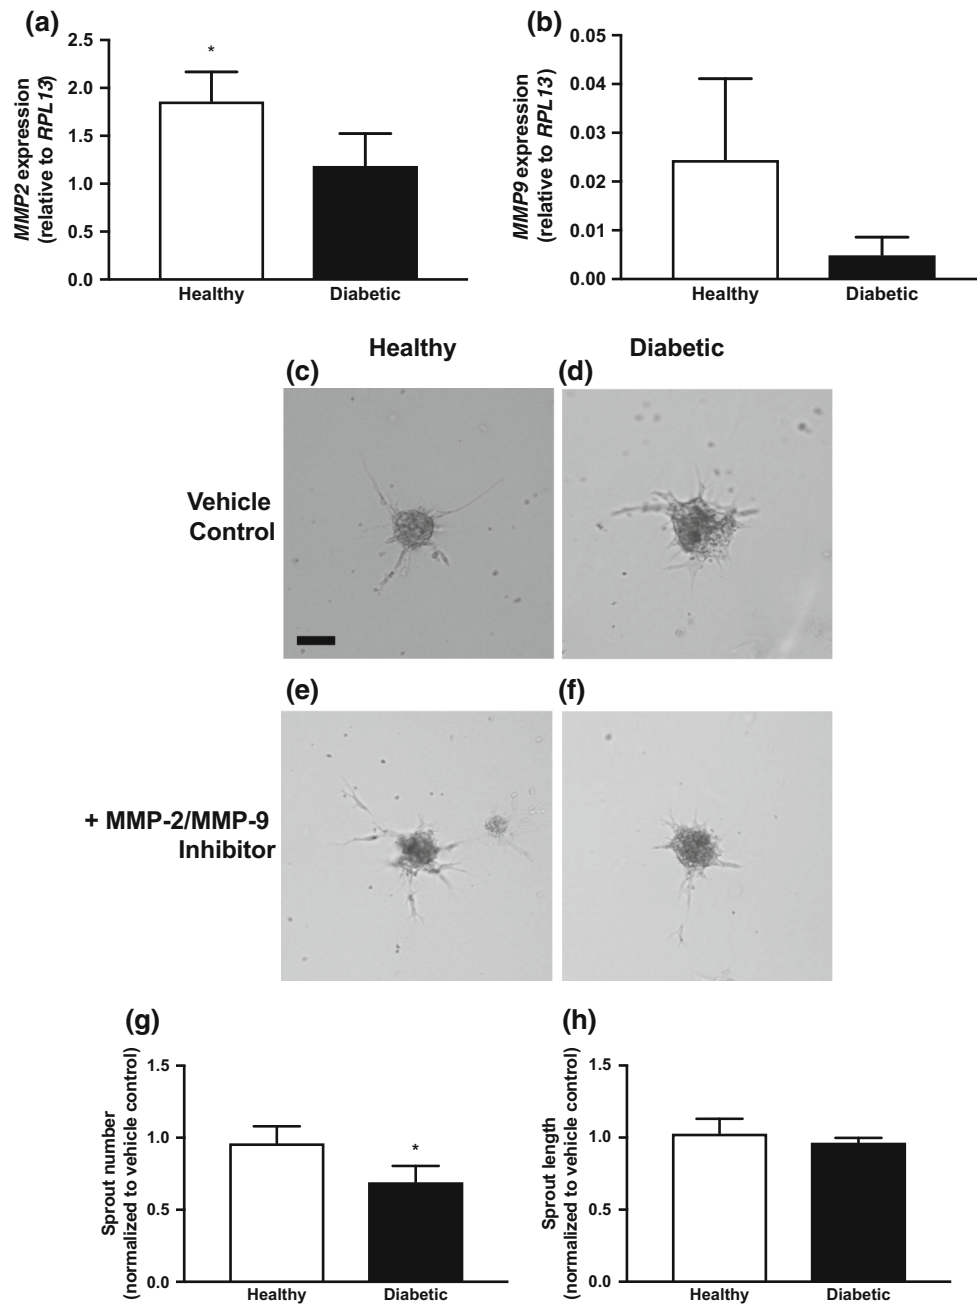 (a)
MMP2 expression
(relative to RPL13)
2.5
2.0
1.5
1.0
0.5
0.0
*
Healthy
Diabetic
(b)
MMP9 expression
(relative to RPL13)
0.05
0.04
0.03
0.02
0.01
0.00
Healthy
Diabetic
Healthy
Diabetic
(c)
(d)
Vehicle
Control
(e)
(f)
+ MMP-2/MMP-9
Inhibitor
(g)
Sprout number
(normalized to vehicle control)
1.5
1.0
0.5
0.0
*
Healthy
Diabetic
(h)
Sprout length
(normalized to vehicle control)
1.5
1.0
0.5
0.0
Healthy
Diabetic